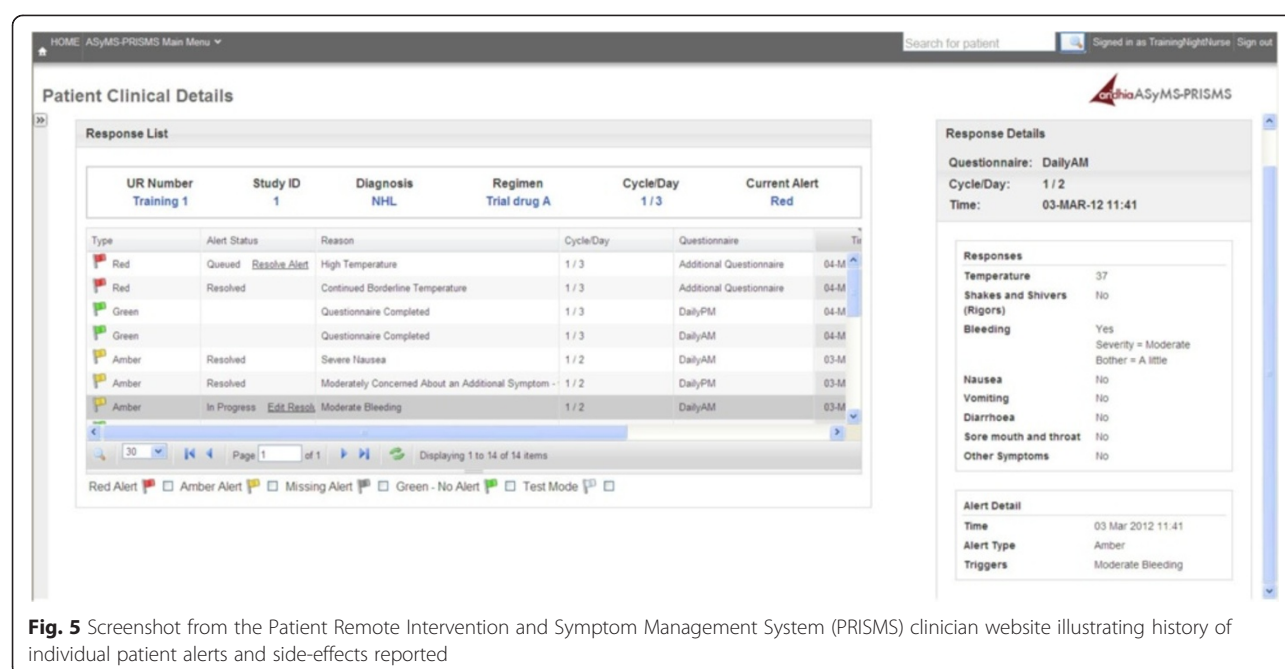 HOME ASyMS-PRISMS Main Menu
Search for patient
Signed in as TrainingNightNurse Sign out
Patient Clinical Details
ASyMS-PRISMS
Response List
UR Number Study ID Diagnosis Regimen Cycle/Day Current Alert
Training 1 1 NHL Trial drug A 1 / 3 Red
Type Alert Status Reason Cycle/Day Questionnaire Tir
Red Queued Resolve Alert High Temperature 1 / 3 Additional Questionnaire 04-M
Red Resolved Continued Borderline Temperature 1 / 3 Additional Questionnaire 04-M
Green Questionnaire Completed 1 / 3 DailyPM 04-M
Green Questionnaire Completed 1 / 3 DailyAM 04-M
Amber Resolved Severe Nausea 1 / 2 DailyAM 03-M
Amber Resolved Moderately Concerned About an Additional Symptom - 1 / 2 DailyPM 03-M
Amber In Progress Edit Resol Moderate Bleeding 1 / 2 DailyAM 03-M
30 Page 1 of 1 Displaying 1 to 14 of 14 items
Red Alert Amber Alert Missing Alert Green - No Alert Test Mode
Response Details
Questionnaire: DailyAM
Cycle/Day: 1 / 2
Time: 03-MAR-12 11:41
Responses
Temperature 37
Shakes and Shivers No
(Rigors)
Bleeding Yes
Severity = Moderate
Bother = A little
Nausea No
Vomiting No
Diarrhoea No
Sore mouth and throat No
Other Symptoms No
Alert Detail
Time 03 Mar 2012 11:41
Alert Type Amber
Triggers Moderate Bleeding
Fig. 5 Screenshot from the Patient Remote Intervention and Symptom Management System (PRISMS) clinician website illustrating history of
individual patient alerts and side-effects reported